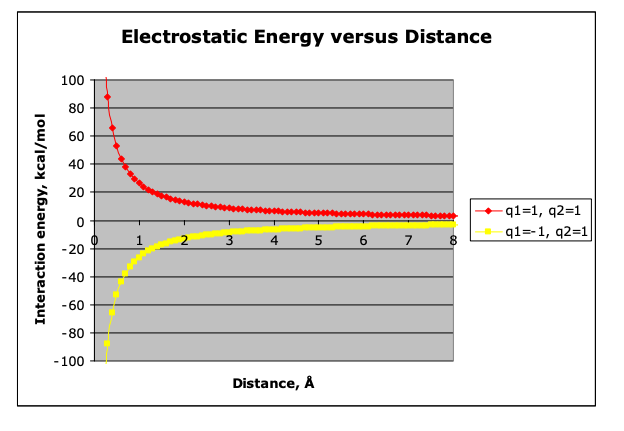 Electrostatic Energy versus Distance
Interaction energy, kcal/mol
100
80
60
40
20
0
-20
-40
-60
-80
-100
0 1 2 3 4 5 6 7 8
Distance, Å
q1=1, q2=1
q1=-1, q2=1